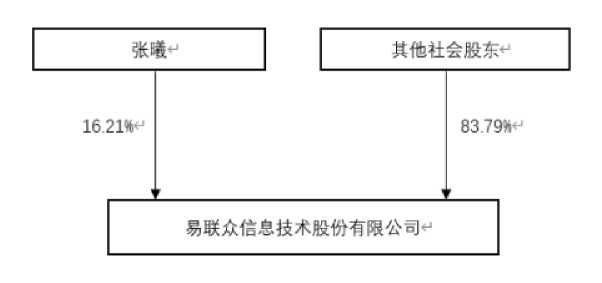 张曦
其他社会股东
16.21%
83.79%
易联众信息技术股份有限公司